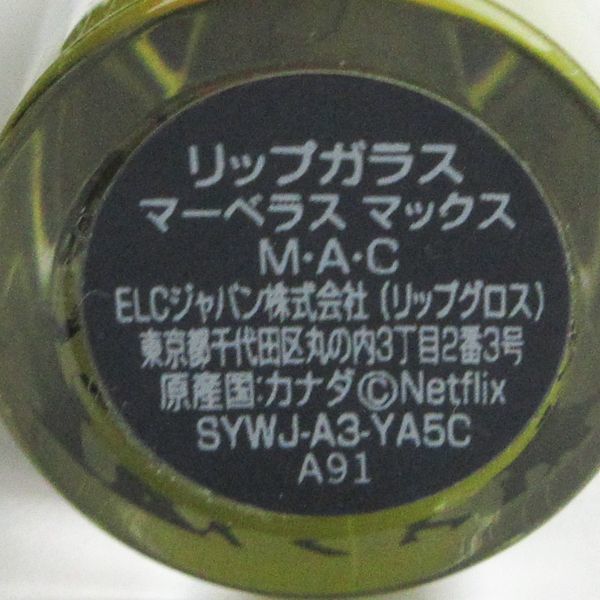 リップガラス
マーベラス マックス
M・A・C
ELCジャパン株式会社(リップグロス)
東京都千代田区丸の内3丁目2番3号
原産国:カナダ©Netflix
SYWJ-A3-YA5C
A91